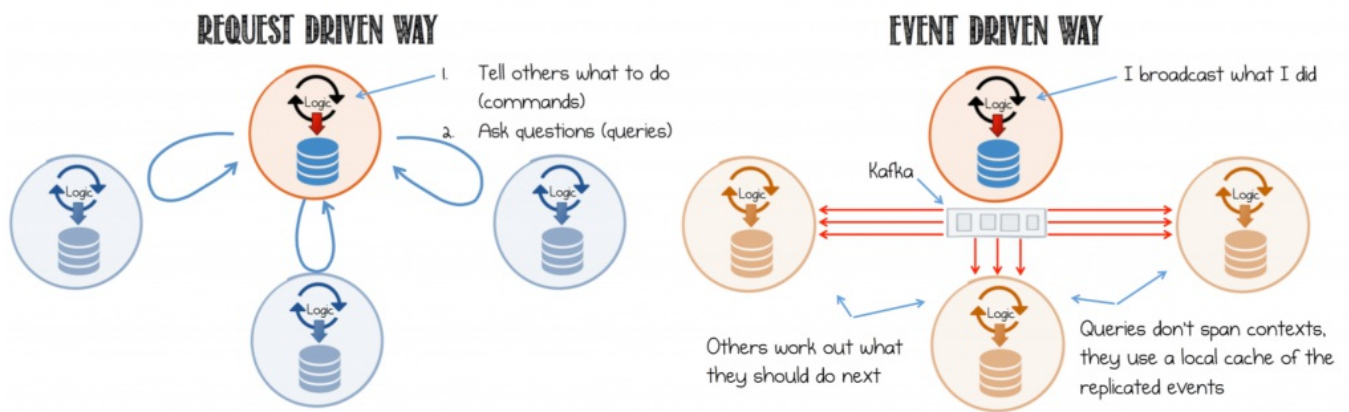 REQUEST DRIVEN WAY
Logic
1. Tell others what to do
(commands)
2. Ask questions (queries)
Logic
Logic
Logic
EVENT DRIVEN WAY
Logic
I broadcast what I did
Kafka
Logic
Logic
Logic
Others work out what
they should do next
Queries don't span contexts,
they use a local cache of the
replicated events